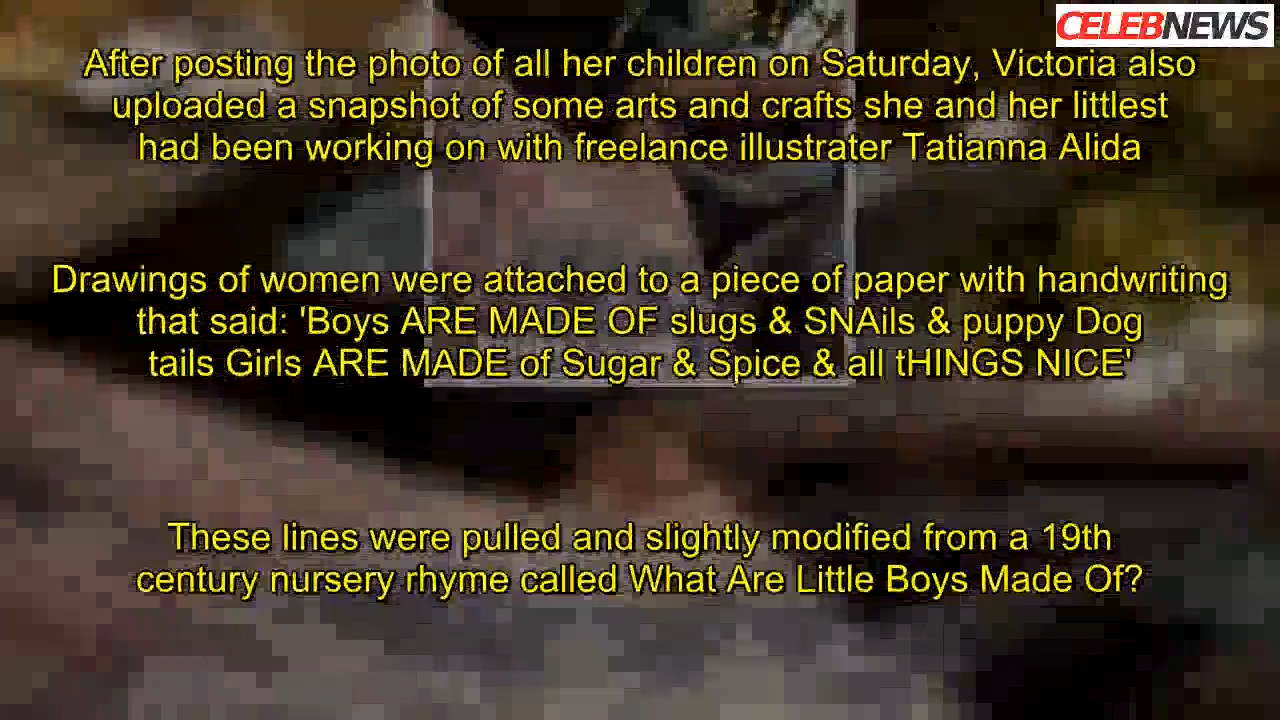 CELEBNEWS
After posting the photo of all her children on Saturday, Victoria also
uploaded a snapshot of some arts and crafts she and her littlest
had been working on with freelance illustrater Tatianna Alida
Drawings of women were attached to a piece of paper with handwriting
that said: 'Boys ARE MADE OF slugs & SNAils & puppy Dog
tails Girls ARE MADE of Sugar & Spice & all tHINGS NICE'
These lines were pulled and slightly modified from a 19th
century nursery rhyme called What Are Little Boys Made Of?